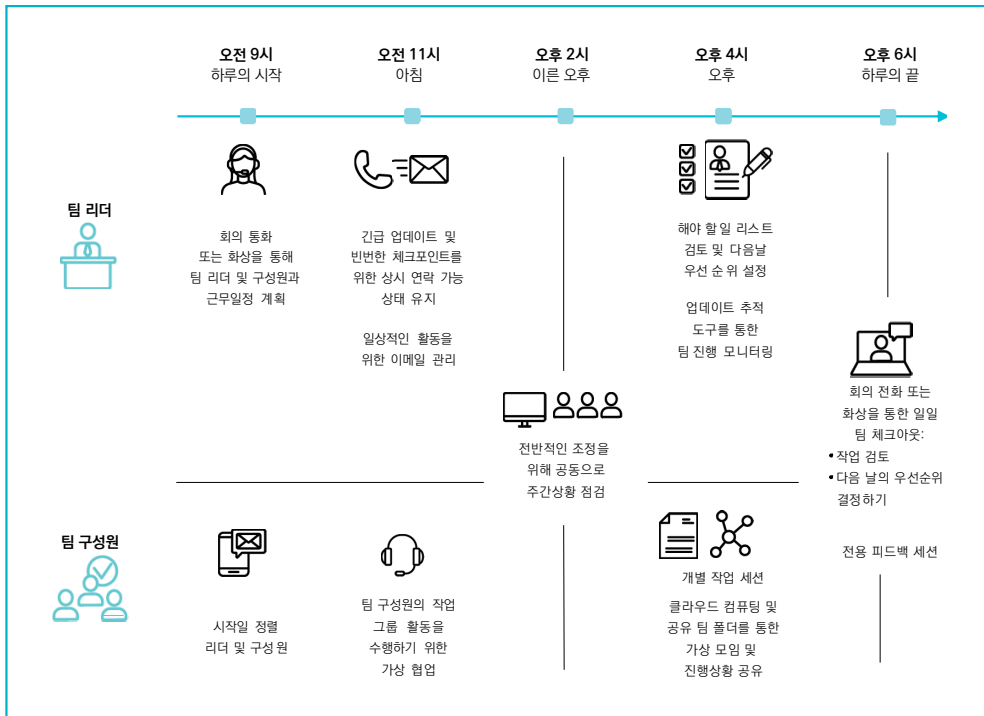 오전 9시
하루의 시작
오전 11시
아침
오후 2시
이른 오후
오후 4시
오후
오후 6시
하루의 끝
팀 리더
회의 통화
또는 화상을 통해
팀 리더 및 구성원과
근무일정 계획
긴급 업데이트 및
빈번한 체크포인트를
위한 상시 연락 가능
상태 유지
일상적인 활동을
위한 이메일 관리
해야 할일 리스트
검토 및 다음날
우선 순위 설정
업데이트 추적
도구를 통한
팀 진행 모니터링
전반적인 조정을
위해 공동으로
주간상황 점검
회의 전화 또는
화상을 통한 일일
팀 체크아웃:
• 작업 검토
• 다음 날의 우선순위
결정하기
전용 피드백 세션
팀 구성원
시작일 정렬
리더 및 구성원
팀 구성원의 작업
그룹 활동을
수행하기 위한
가상 협업
개별 작업 세션
클라우드 컴퓨팅 및
공유 팀 폴더를 통한
가상 모임 및
진행상황 공유